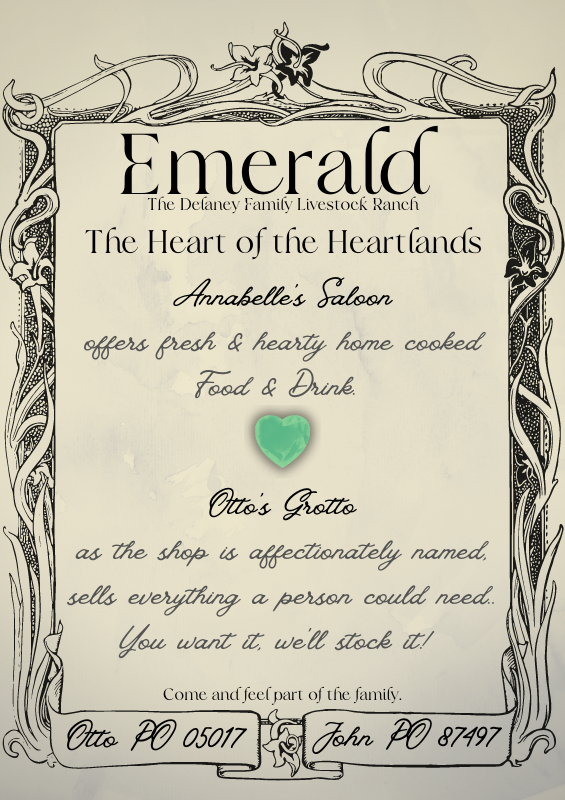 Emerald
The Delaney Family Livestock Ranch
The Heart of the Heartlands
Annabelle's Saloon
offers fresh & hearty home cooked
Food & Drink.
Otto's Grotto
as the shop is affectionately named,
sells everything a person could need..
You want it, we'll stock it!
Come and feel part of the family.
Otto PO 05017
John PO 87497